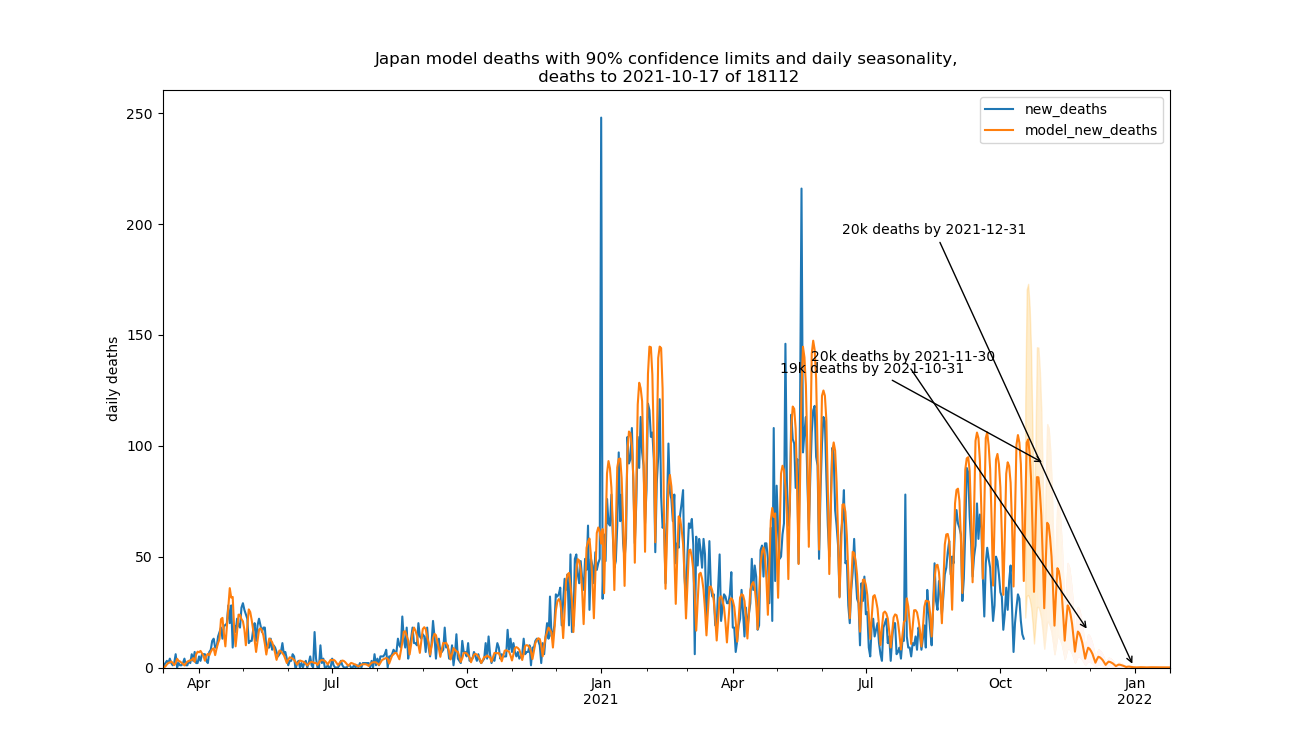 Japan model deaths with 90% confidence limits and daily seasonality,
deaths to 2021-10-17 of 18112
new_deaths
model_new_deaths
250
200
150
100
50
0
daily deaths
20k deaths by 2021-12-31
20k deaths by 2021-11-30
19k deaths by 2021-10-31
Apr
Jul
Oct
Jan
2021
Apr
Jul
Oct
Jan
2022